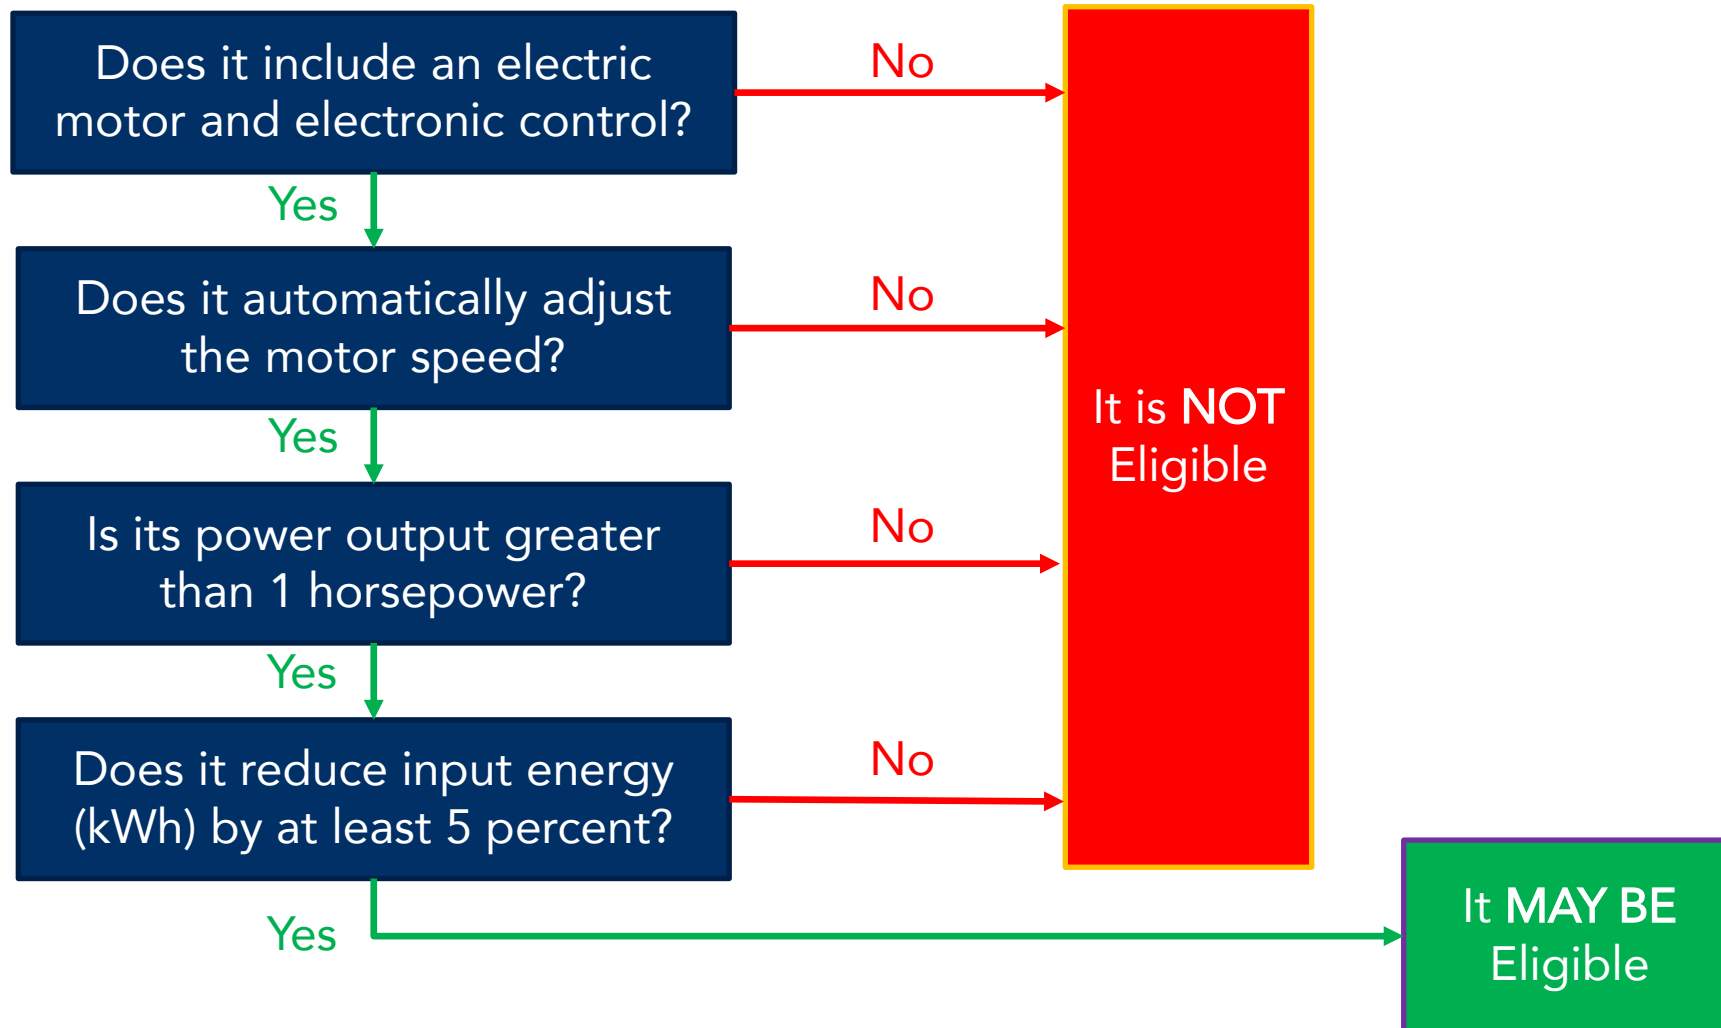 Does it include an electric
motor and electronic control?
No
Yes
Does it automatically adjust
the motor speed?
No
Yes
Is its power output greater
than 1 horsepower?
No
Yes
Does it reduce input energy
(kWh) by at least 5 percent?
No
Yes
It is NOT
Eligible
It MAY BE
Eligible